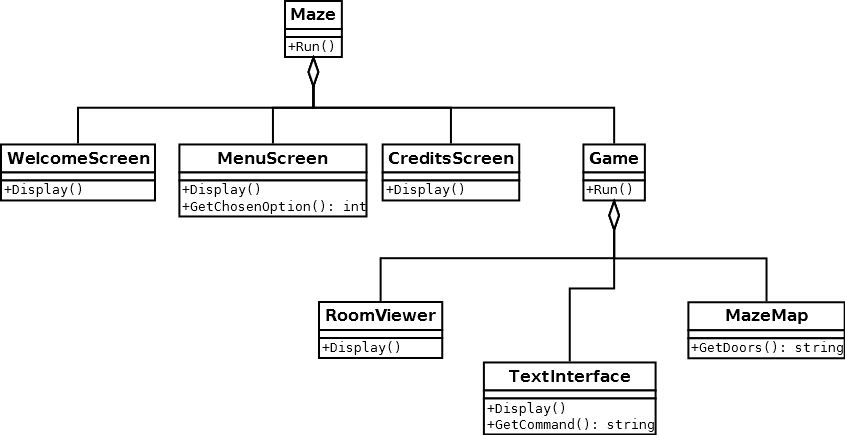 Maze
+Run()
WelcomeScreen
+Display()
MenuScreen
+Display()
+GetChosenOption(): int
CreditsScreen
+Display()
Game
+Run()
RoomViewer
+Display()
TextInterface
+Display()
+GetCommand(): string
MazeMap
+GetDoors(): string